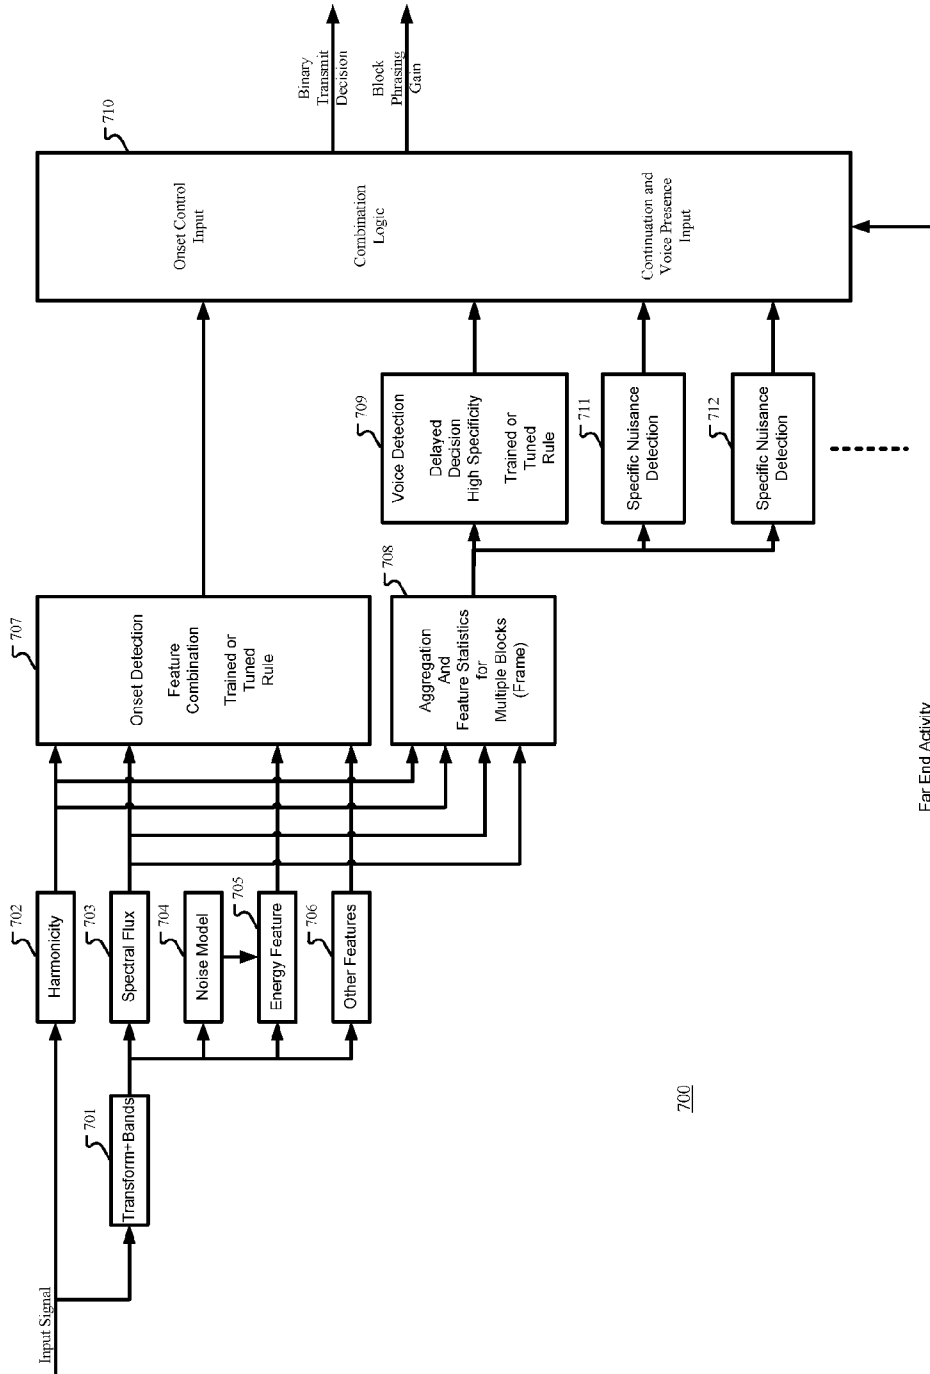 Input Signal
701
Transform+Bands
702
Harmonicity
703
Spectral Flux
704
Noise Model
705
Energy Feature
706
Other Features
707
Onset Detection
Feature
Combination
Trained or
Tuned
Rule
708
Aggregation
And
Feature Statistics
for
Multiple Blocks
(Frame)
709
Voice Detection
Delayed
Decision
High Specificity
Trained or
Tuned
Rule
711
Specific Nuisance
Detection
712
Specific Nuisance
Detection
710
Onset Control
Input
Combination
Logic
Continuation and
Voice Presence
Input
Binary
Transmit
Decision
Block
Phrasing
Gain
Far End Activity
700